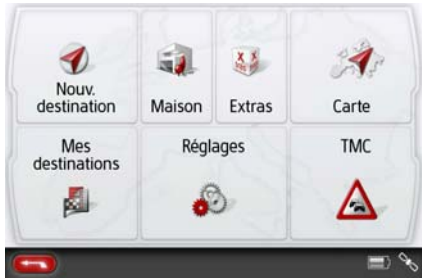 Nouv.
destination
Maison
Extras
Carte
Mes
destinations
Réglages
TMC